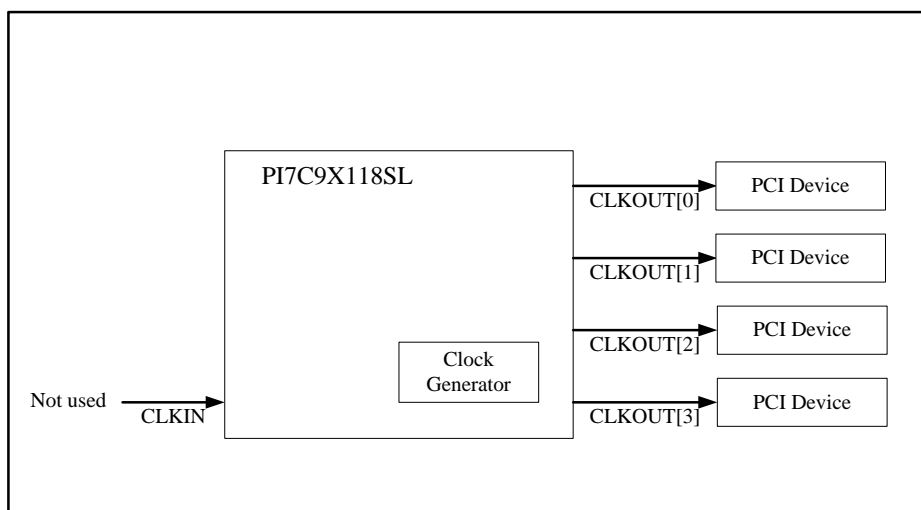 PI7C9X118SL
CLKOUT[0]
PCI Device
CLKOUT[1]
PCI Device
CLKOUT[2]
PCI Device
Clock
Generator
Not used
CLKIN
CLKOUT[3]
PCI Device